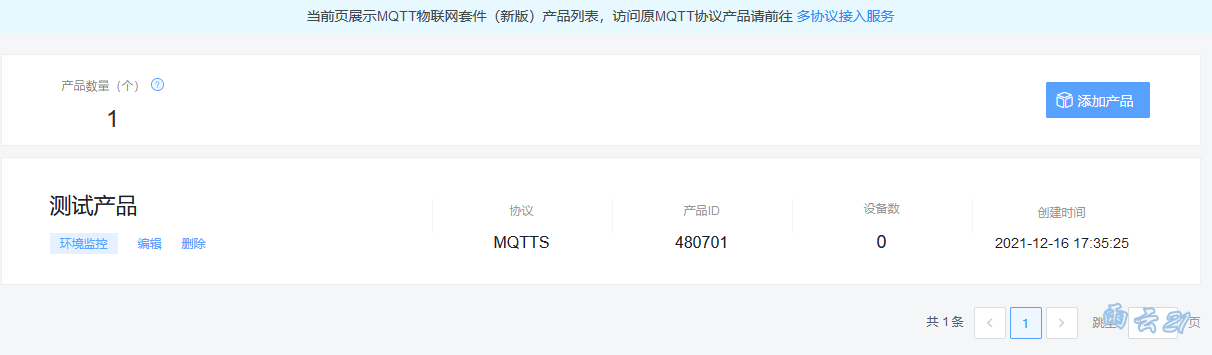 当前页展示MQTT物联网套件（新版）产品列表，访问原MQTT协议产品请前往 多协议接入服务
产品数量（个） ?
1
添加产品
测试产品
环境监控 编辑 删除
协议
MQTTS
产品ID
480701
设备数
0
创建时间
2021-12-16 17:35:25
共 1 条 < 1 > 跳至 页
雨云21